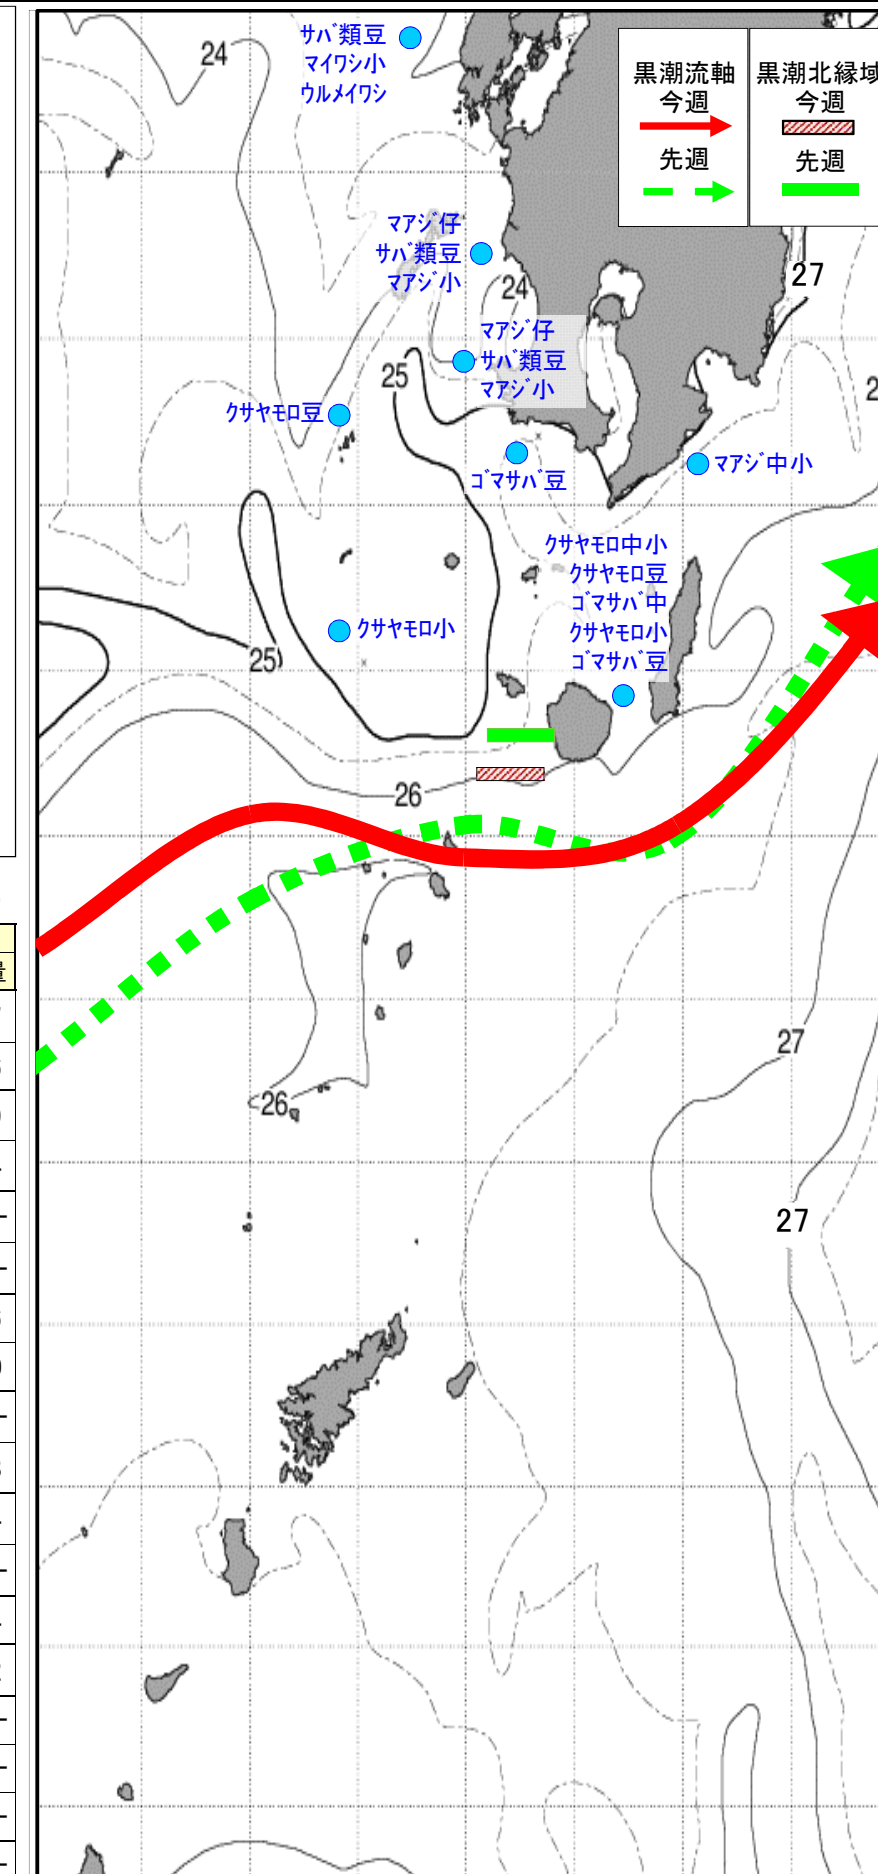 24
ｻﾊﾞ類豆
ﾏｲﾜｼ小
ｳﾙﾒｲﾜｼ
黒潮流軸
今週
先週
黒潮北縁域
今週
先週
ﾏｱｼﾞ仔
ｻﾊﾞ類豆
ﾏｱｼﾞ小
24
27
ﾏｱｼﾞ仔
ｻﾊﾞ類豆
ﾏｱｼﾞ小
25
ｸｻﾔﾓﾛ豆
ｺﾞﾏｻﾊﾞ豆
ﾏｱｼﾞ中小
ｸｻﾔﾓﾛ中小
ｸｻﾔﾓﾛ豆
ｺﾞﾏｻﾊﾞ中
ｸｻﾔﾓﾛ小
ｺﾞﾏｻﾊﾞ豆
ｸｻﾔﾓﾛ小
25
26
27
26
27